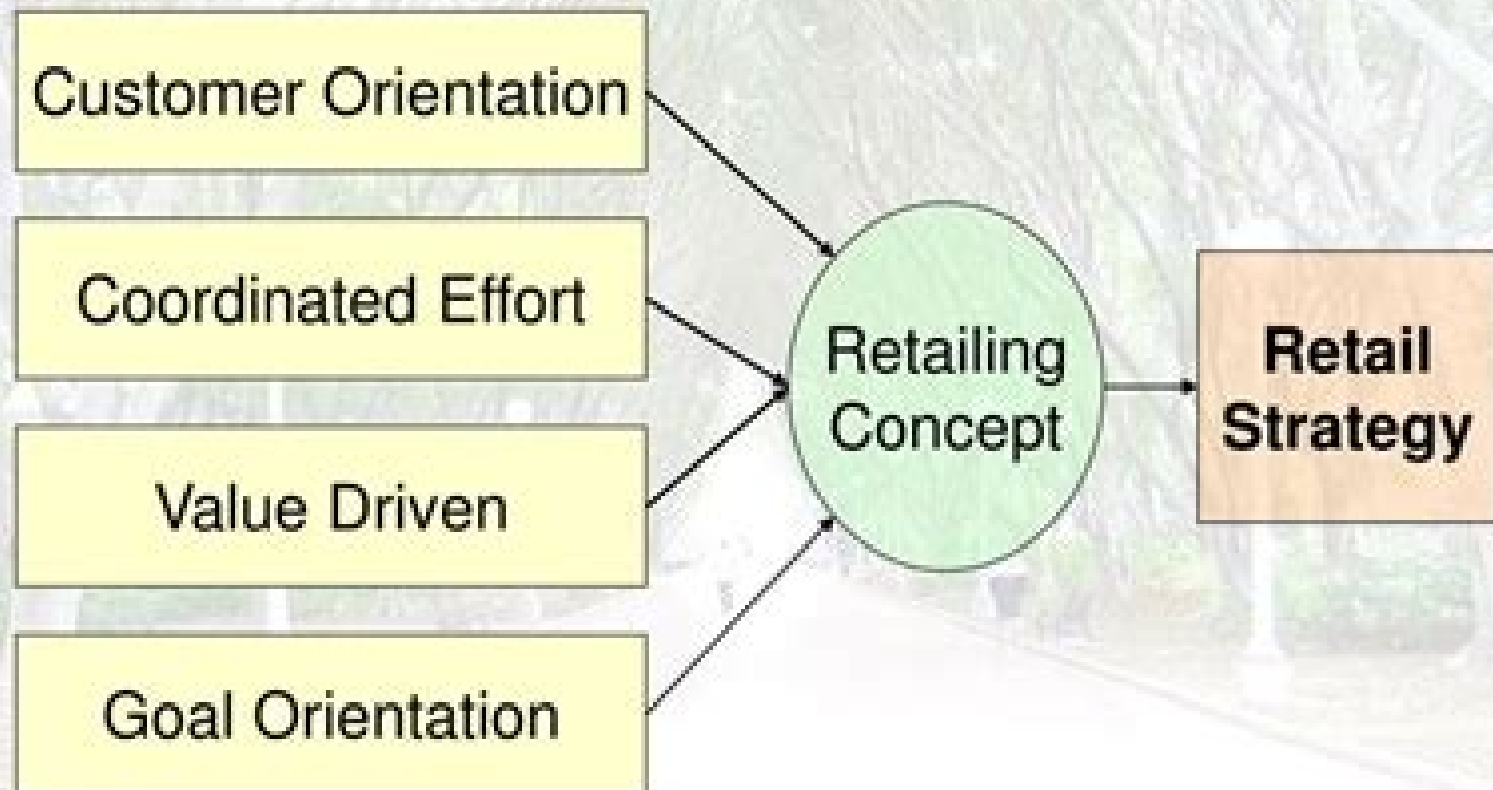 Customer Orientation
Coordinated Effort
Value Driven
Goal Orientation
Retailing
Concept
Retail
Strategy